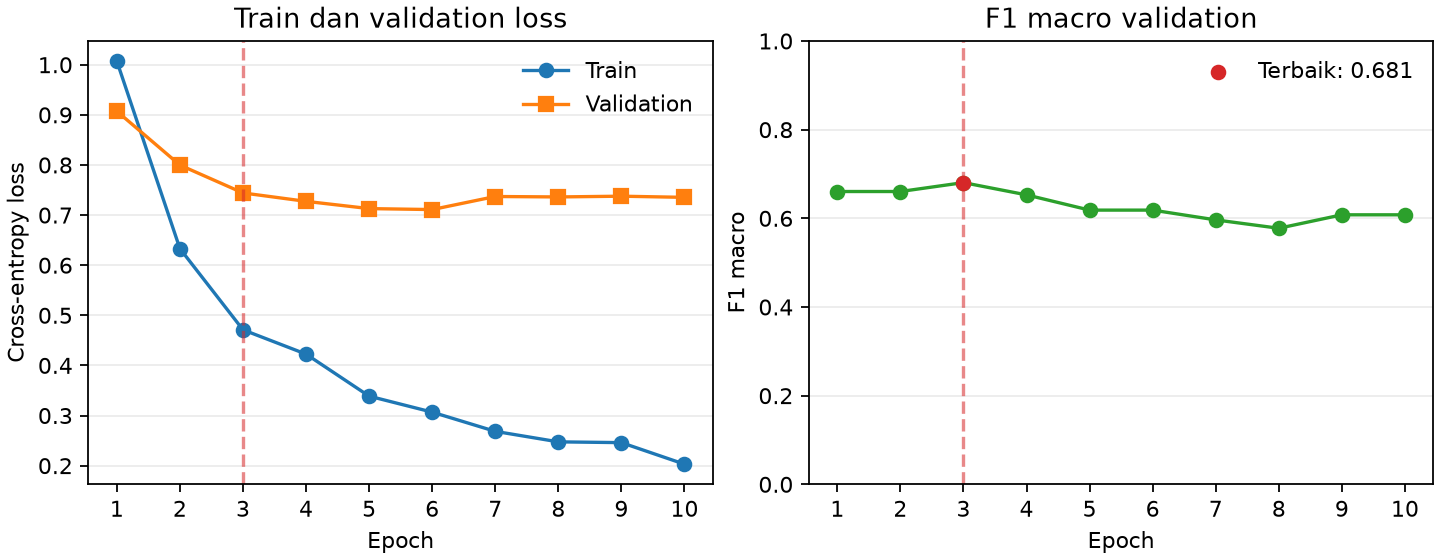 Train dan validation loss
Cross-entropy loss
1.0
0.9
0.8
0.7
0.6
0.5
0.4
0.3
0.2
Train
Validation
1 2 3 4 5 6 7 8 9 10
Epoch
F1 macro validation
F1 macro
1.0
0.8
0.6
0.4
0.2
0.0
Terbaik: 0.681
1 2 3 4 5 6 7 8 9 10
Epoch